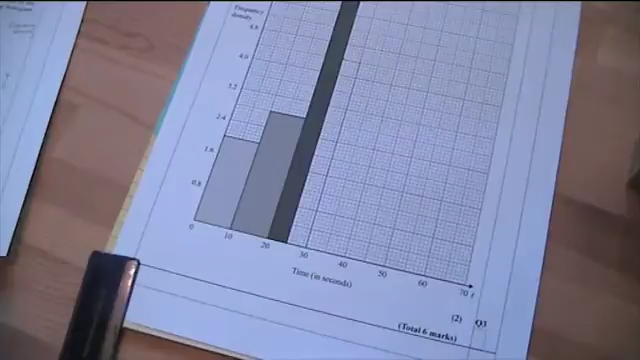 Frequency
density
4.8
4.0
3.2
2.4
1.6
0.8
0 10 20 30 40 50 60 70 t
Time (in seconds)
(2) Q3
(Total 6 marks)